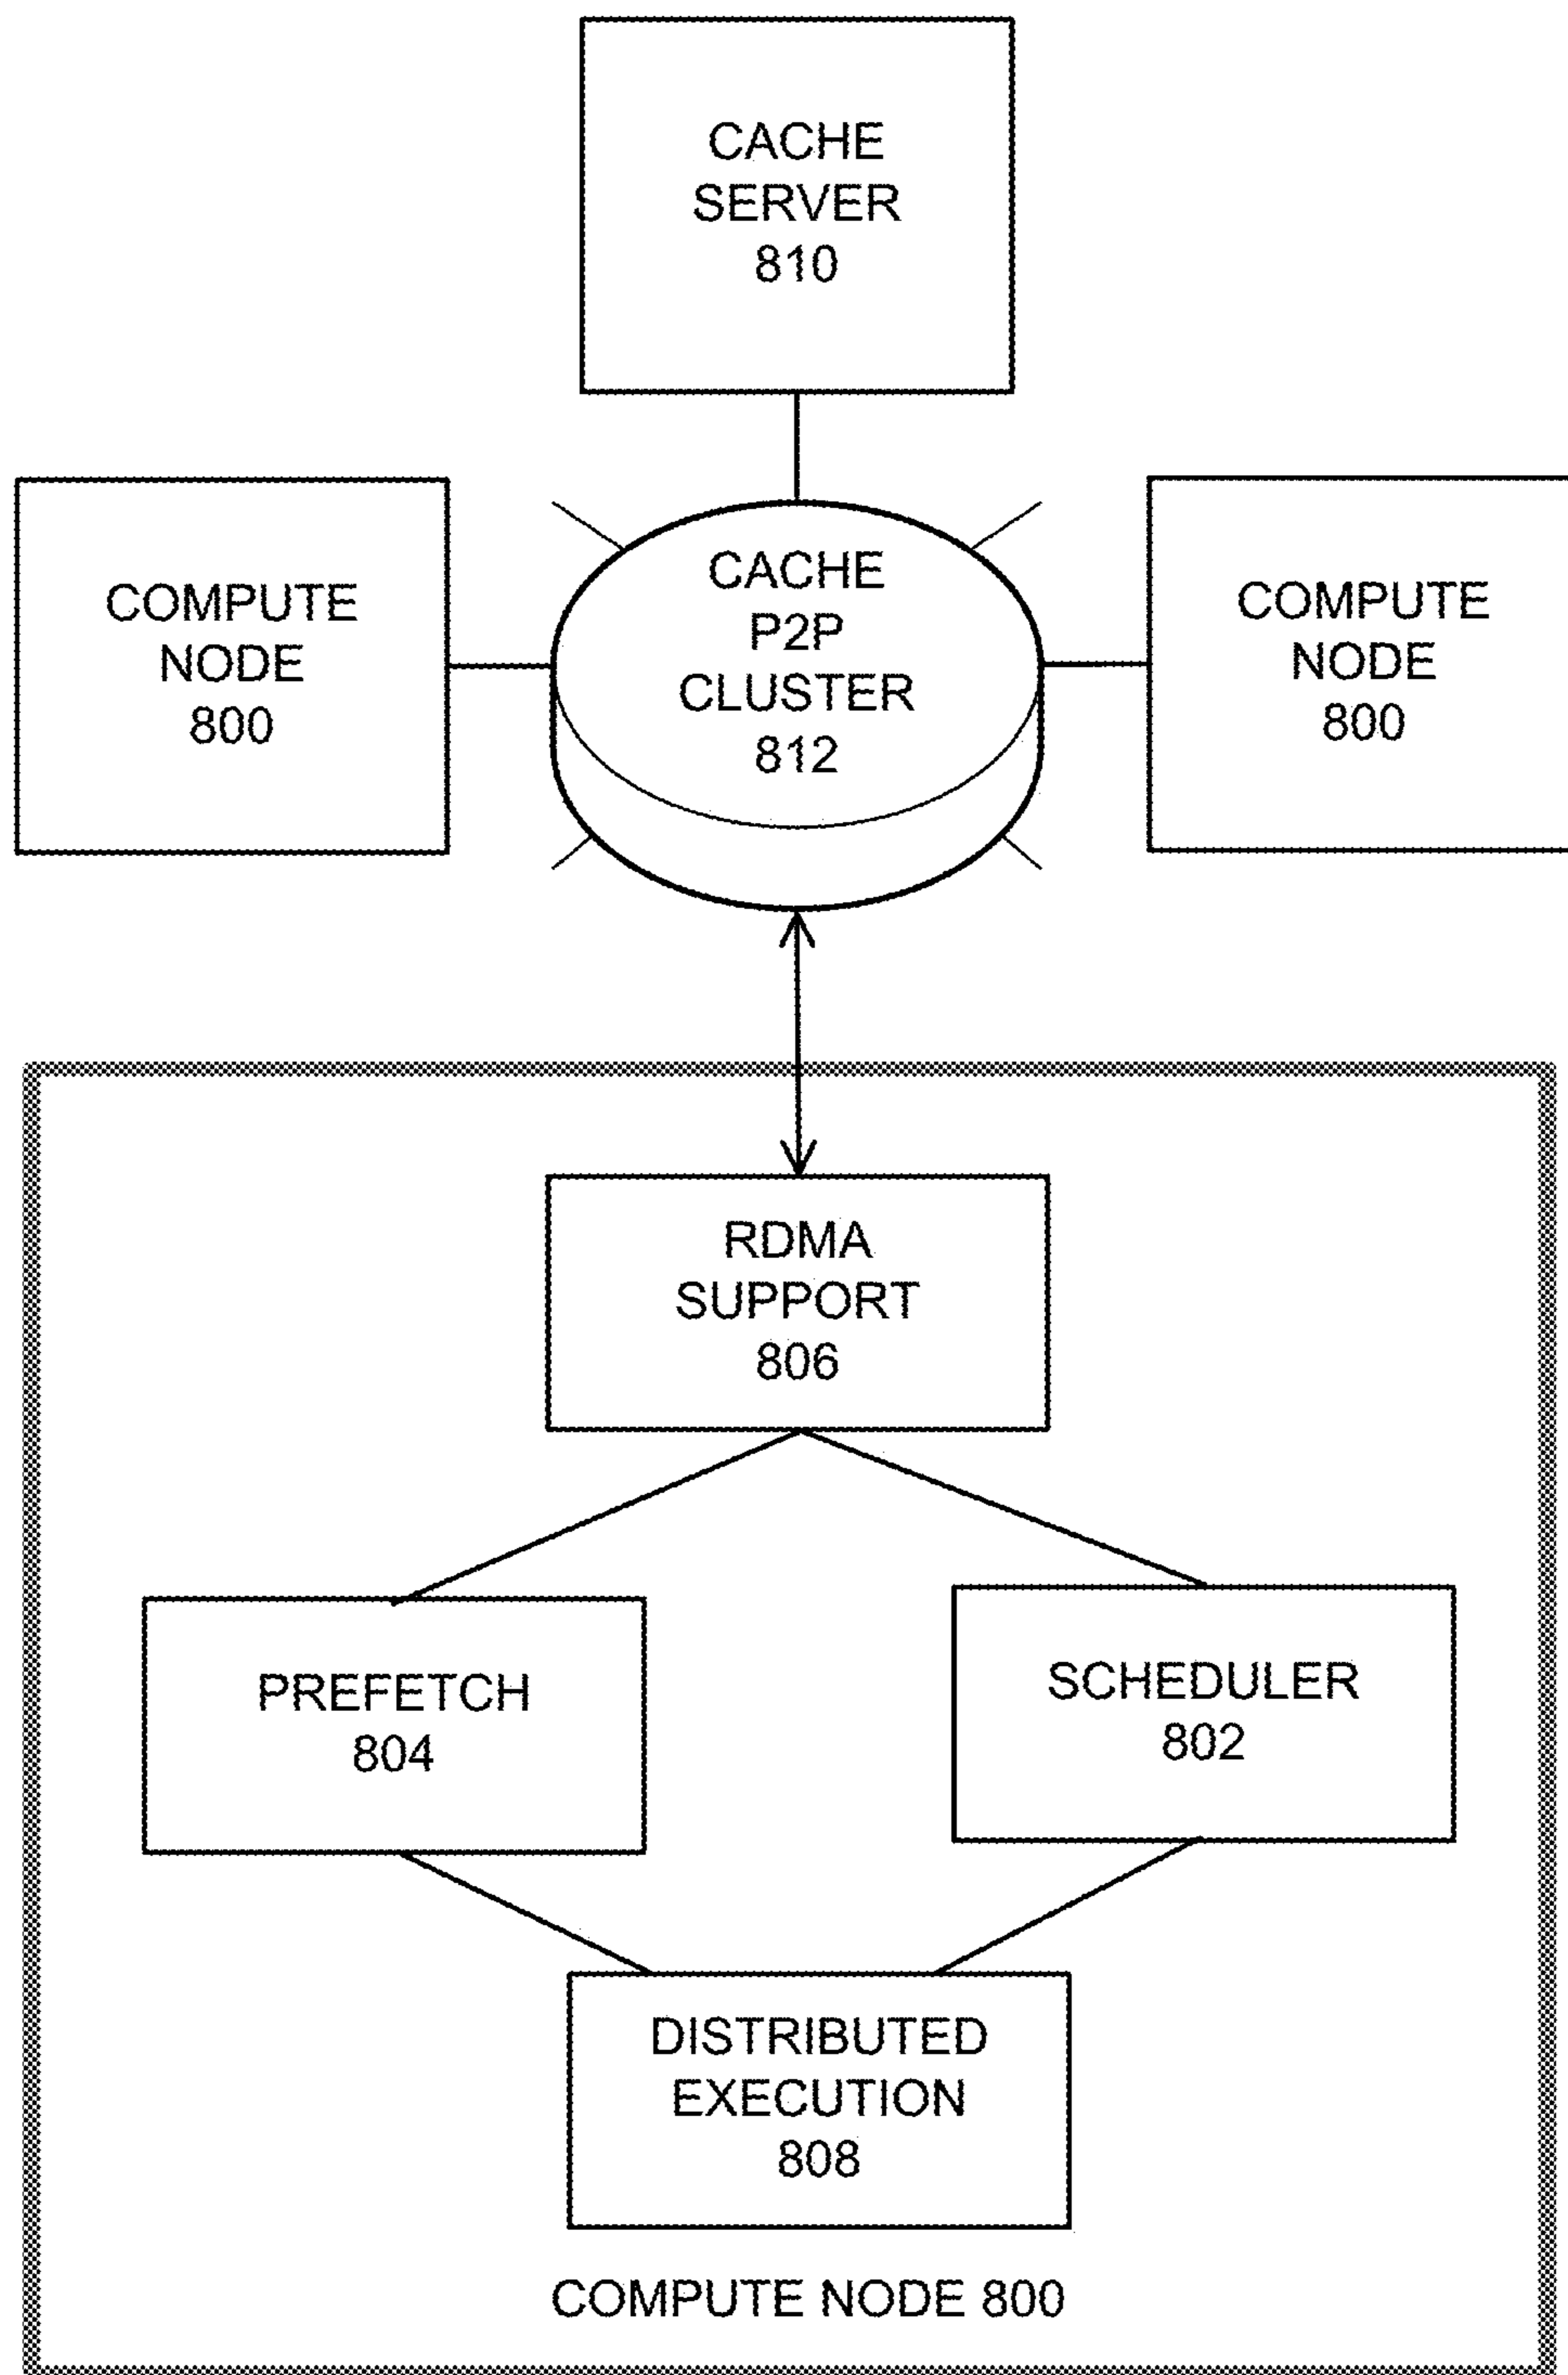 CACHE
SERVER
810
COMPUTE
NODE
800
CACHE
P2P
CLUSTER
812
COMPUTE
NODE
800
RDMA
SUPPORT
806
PREFETCH
804
SCHEDULER
802
DISTRIBUTED
EXECUTION
808
COMPUTE NODE 800